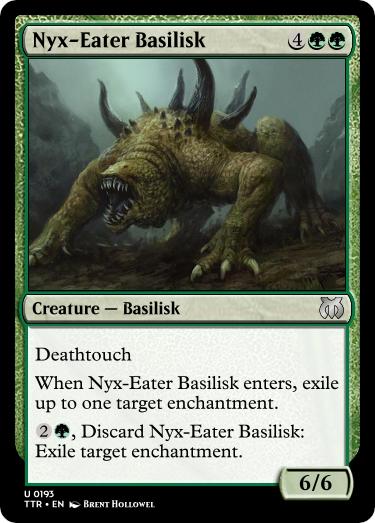 Nyx-Eater Basilisk 4
Creature — Basilisk
Deathtouch
When Nyx-Eater Basilisk enters, exile
up to one target enchantment.
2, Discard Nyx-Eater Basilisk:
Exile target enchantment.
6/6
U 0193
TTR • EN Brent Hollowel